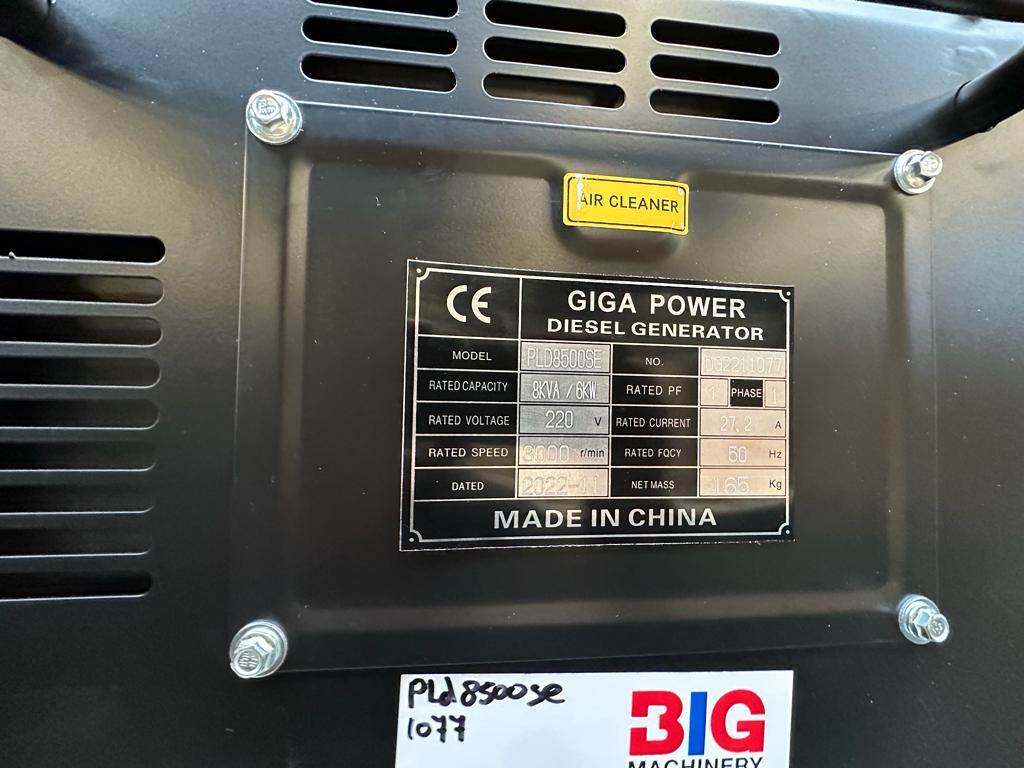 AIR CLEANER
CE
GIGA POWER
DIESEL GENERATOR
MODEL PLD8500SE NO. DG2211077
RATED CAPACITY 8KVA / 6KW RATED PF 1 PHASE 1
RATED VOLTAGE 220 V RATED CURRENT 27.2 A
RATED SPEED 3000 r/min RATED FQCY 50 Hz
DATED 2022-11 NET MASS 165 Kg
MADE IN CHINA
PLd8500se
1077
BIG
MACHINERY